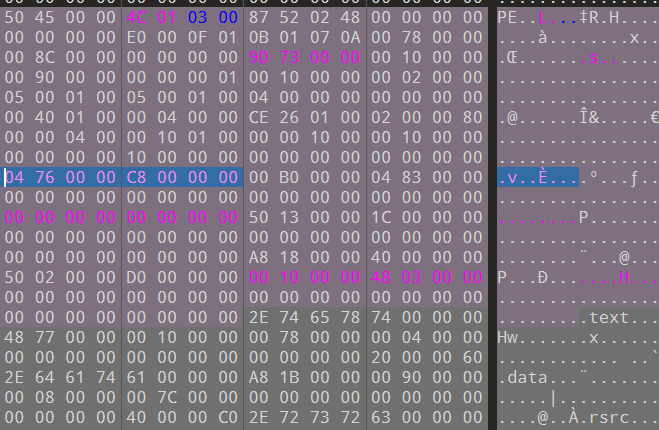 50 45 00 00 4C 01 03 00 87 52 02 48 00 00 00 00 PE..L...‡R.H....
00 00 00 00 E0 00 0F 01 0B 01 07 0A 00 78 00 00 ....à........x..
00 8C 00 00 00 00 00 00 9D 73 00 00 00 10 00 00 .Œ.......s......
00 90 00 00 00 00 00 01 00 10 00 00 00 02 00 00 ................
05 00 01 00 05 00 01 00 04 00 00 00 00 00 00 00 ................
00 40 01 00 00 04 00 00 CE 26 01 00 02 00 00 80 .@......Î&.....€
00 00 04 00 00 10 01 00 00 00 10 00 00 10 00 00 ................
00 00 00 00 10 00 00 00 00 00 00 00 00 00 00 00 ................
04 76 00 00 C8 00 00 00 00 B0 00 00 04 83 00 00 .v..È....°...ƒ..
00 00 00 00 00 00 00 00 00 00 00 00 00 00 00 00 ................
00 00 00 00 00 00 00 00 50 13 00 00 1C 00 00 00 ........P.......
00 00 00 00 00 00 00 00 00 00 00 00 00 00 00 00 ................
00 00 00 00 00 00 00 00 A8 18 00 00 40 00 00 00 ........¨...@...
50 02 00 00 D0 00 00 00 00 10 00 00 48 03 00 00 P...Ð.......H...
00 00 00 00 00 00 00 00 00 00 00 00 00 00 00 00 ................
00 00 00 00 00 00 00 00 2E 74 65 78 74 00 00 00 .........text...
48 77 00 00 00 10 00 00 00 78 00 00 00 04 00 00 Hw.......x......
00 00 00 00 00 00 00 00 00 00 00 00 20 00 00 60 ............ ..`
2E 64 61 74 61 00 00 00 A8 1B 00 00 00 90 00 00 .data...¨.......
00 08 00 00 00 7C 00 00 00 00 00 00 00 00 00 00 .....|..........
00 00 00 00 40 00 00 C0 2E 72 73 72 63 00 00 00 ....@..À.rsrc...